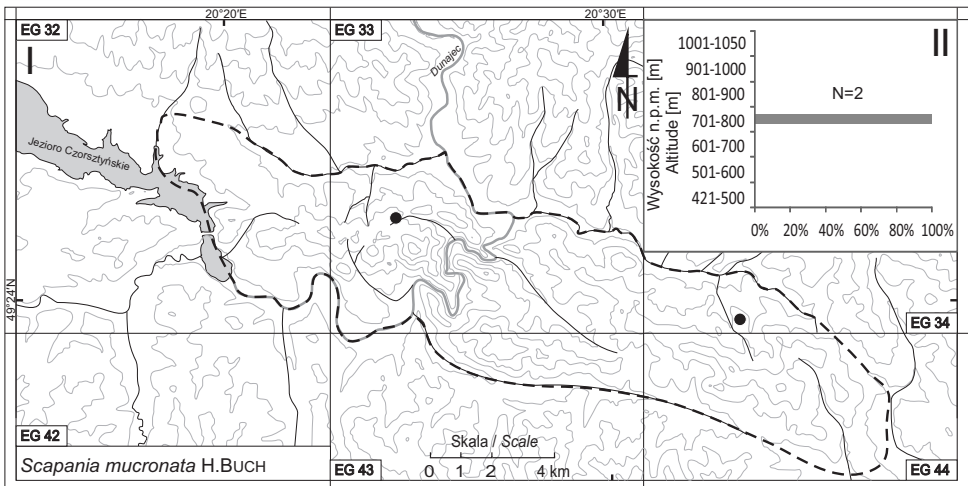 20°20'E
20°30'E
EG 32
EG 33
I
II
Dunajec
N
Jezioro Czorsztyńskie
49°24'N
Wysokość n.p.m. [m]
Altitude [m]
1001-1050
901-1000
801-900
701-800
601-700
501-600
421-500
N=2
0% 20% 40% 60% 80% 100%
EG 34
EG 42
EG 43
EG 44
Skala / Scale
0 1 2 4 km
Scapania mucronata H.BUCH